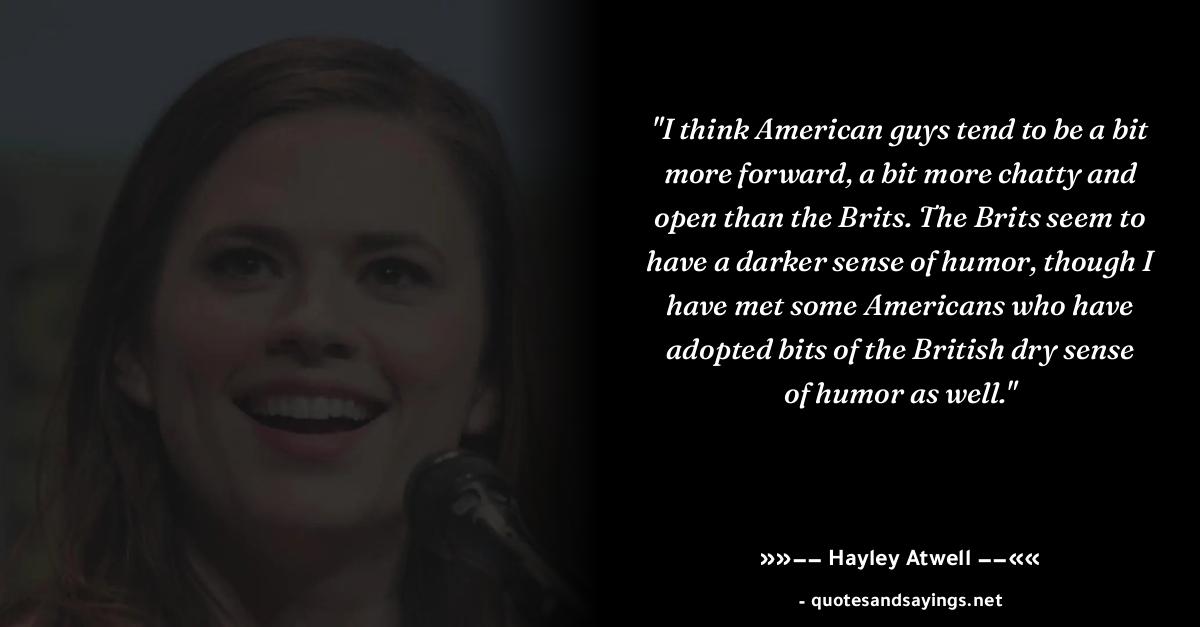 "I think American guys tend to be a bit
more forward, a bit more chatty and
open than the Brits. The Brits seem to
have a darker sense of humor, though I
have met some Americans who have
adopted bits of the British dry sense
of humor as well."
»»–– Hayley Atwell ––««
- quotesandsayings.net